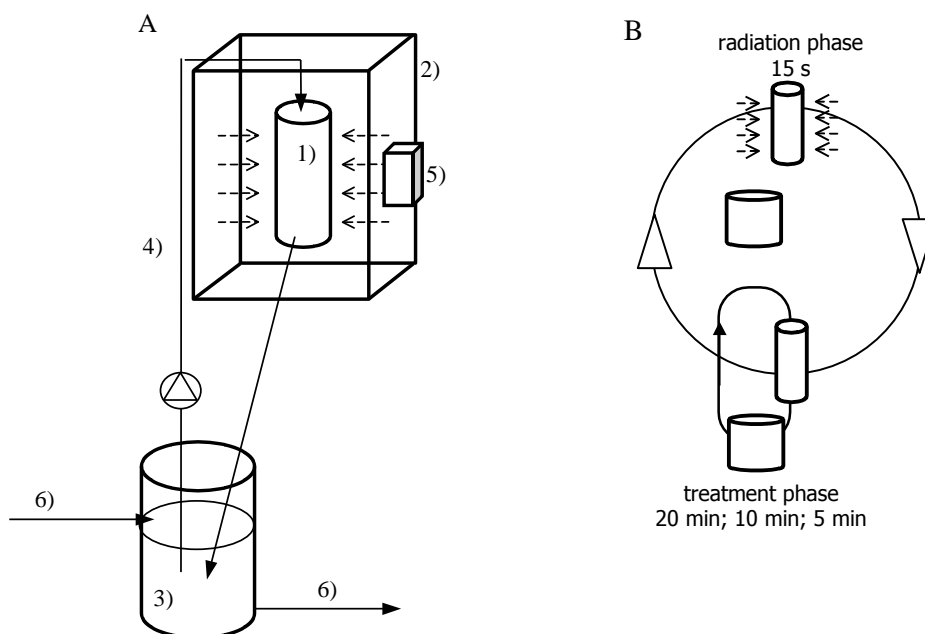 A
2)
1)
5)
4)
6)
3)
6)
B
radiation phase
15 s
treatment phase
20 min; 10 min; 5 min